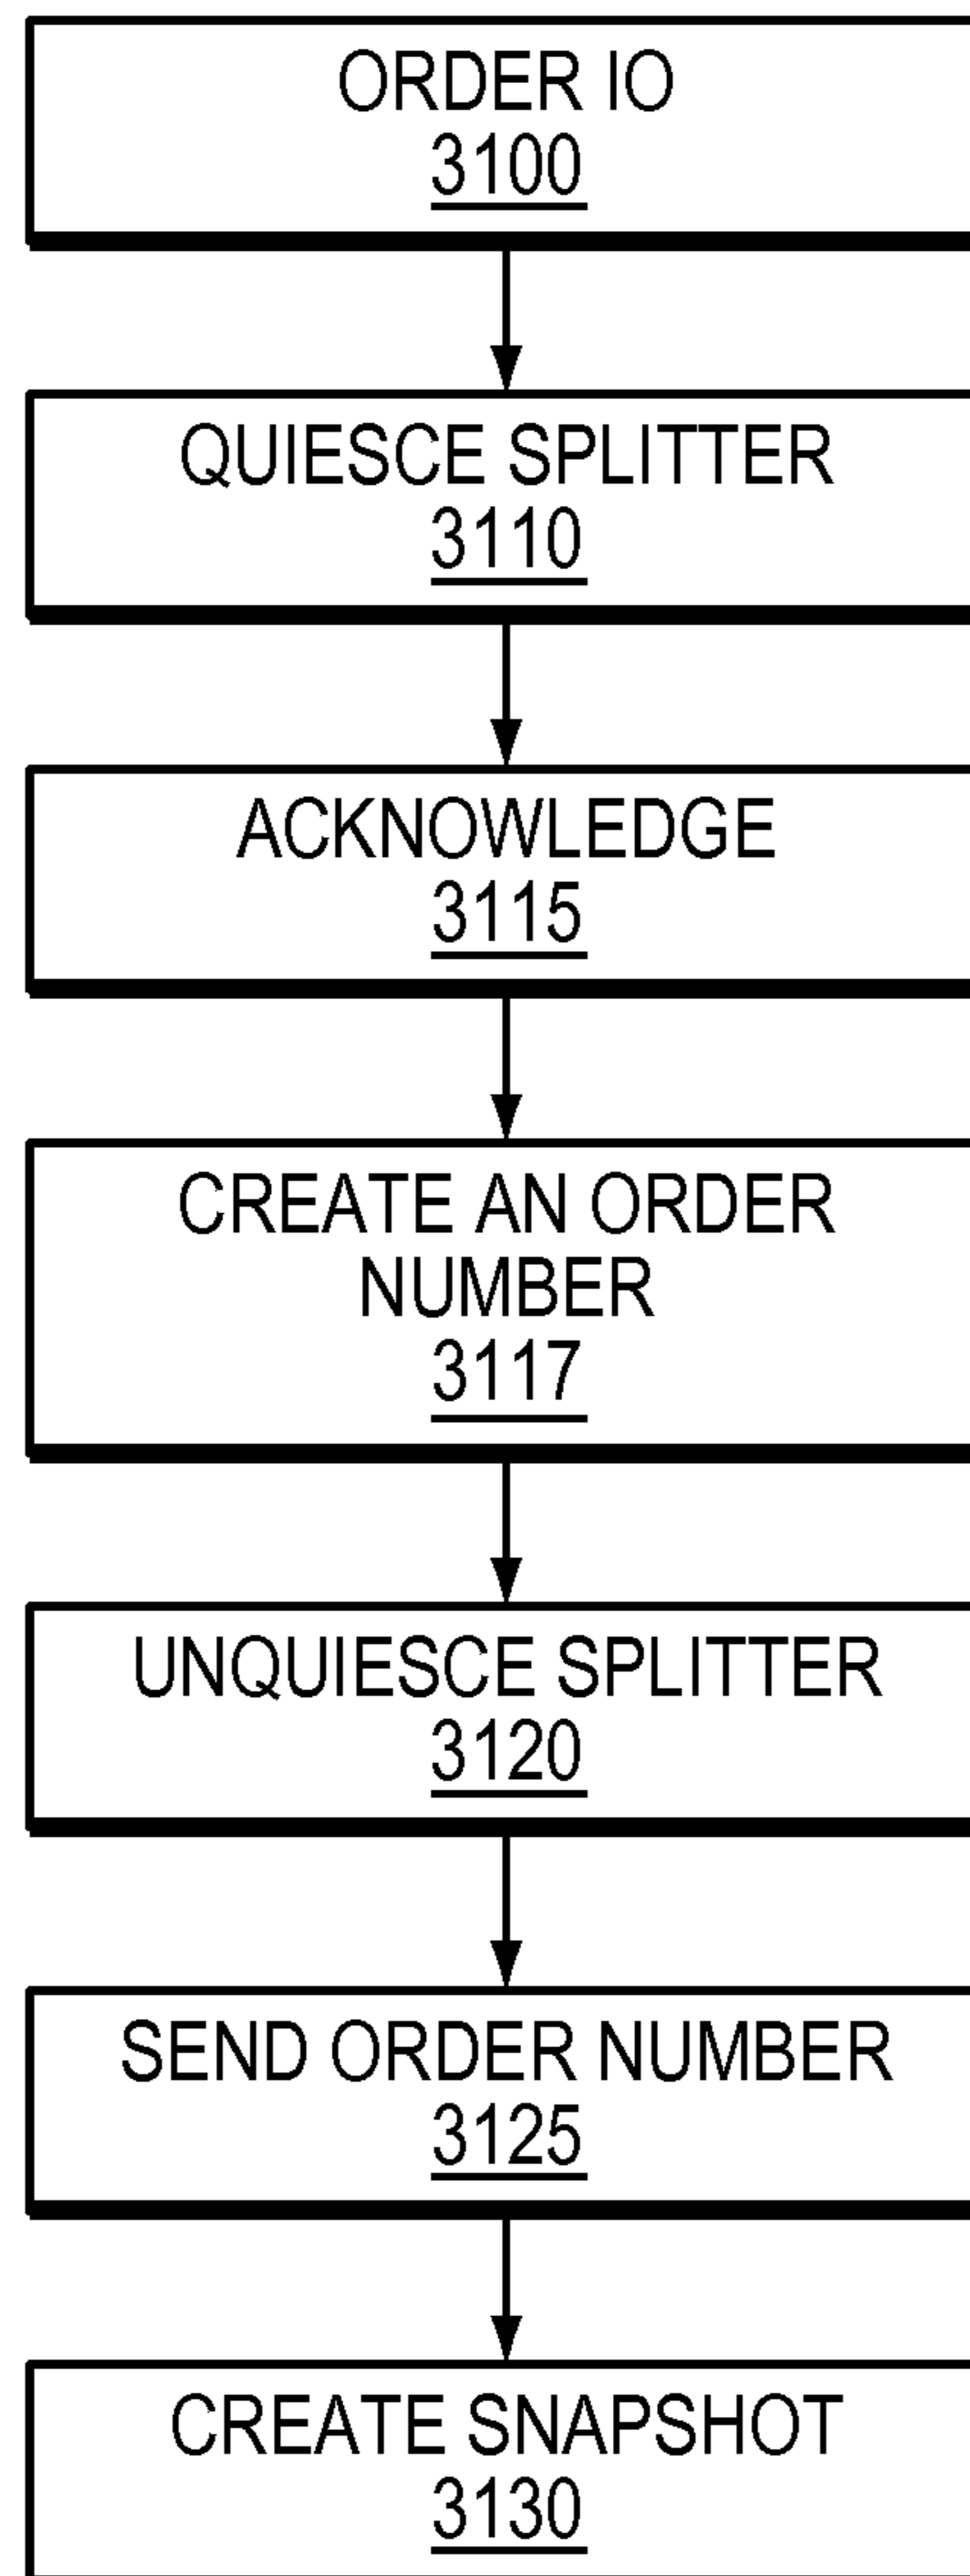 ORDER IO
3100
QUIESCE SPLITTER
3110
ACKNOWLEDGE
3115
CREATE AN ORDER
NUMBER
3117
UNQUIESCE SPLITTER
3120
SEND ORDER NUMBER
3125
CREATE SNAPSHOT
3130